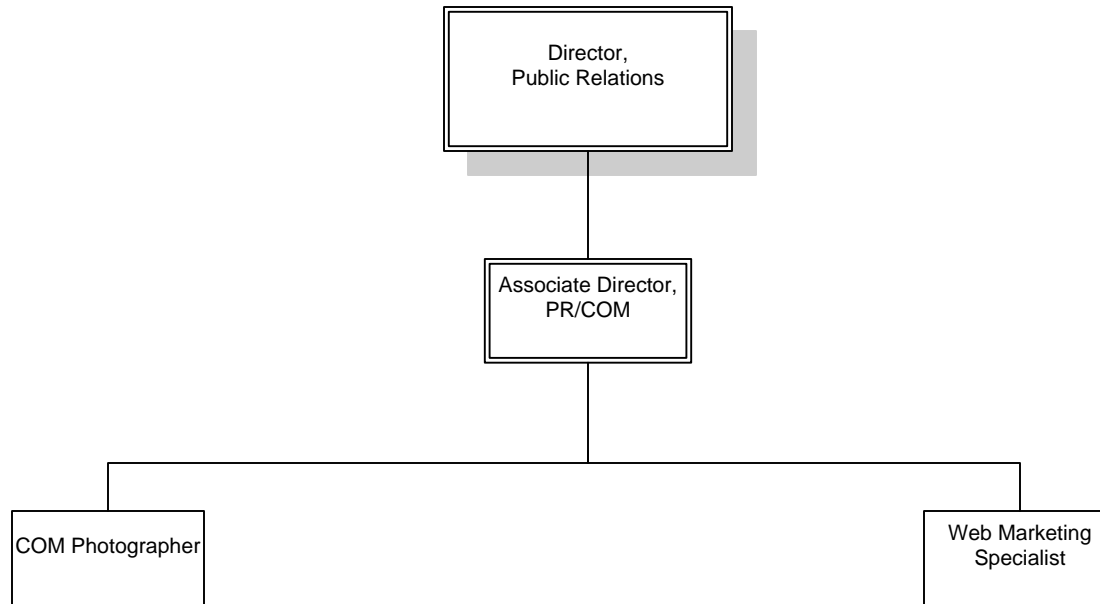 Director,
Public Relations
Associate Director,
PR/COM
COM Photographer
Web Marketing
Specialist